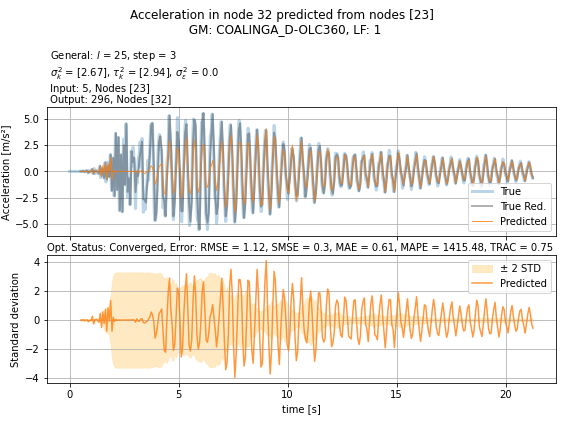 Acceleration in node 32 predicted from nodes [23]
GM: COALINGA_D-OLC360, LF: 1
General: l = 25, step = 3
σ²ₖ = [2.67], τ²ₖ = [2.94], σ²ₑ = 0.0
Input: 5, Nodes [23]
Output: 296, Nodes [32]
Acceleration [m/s²]
5.0
2.5
0.0
−2.5
−5.0
True
True Red.
Predicted
Opt. Status: Converged, Error: RMSE = 1.12, SMSE = 0.3, MAE = 0.61, MAPE = 1415.48, TRAC = 0.75
Standard deviation
4
2
0
−2
−4
± 2 STD
Predicted
0
5
10
15
20
time [s]